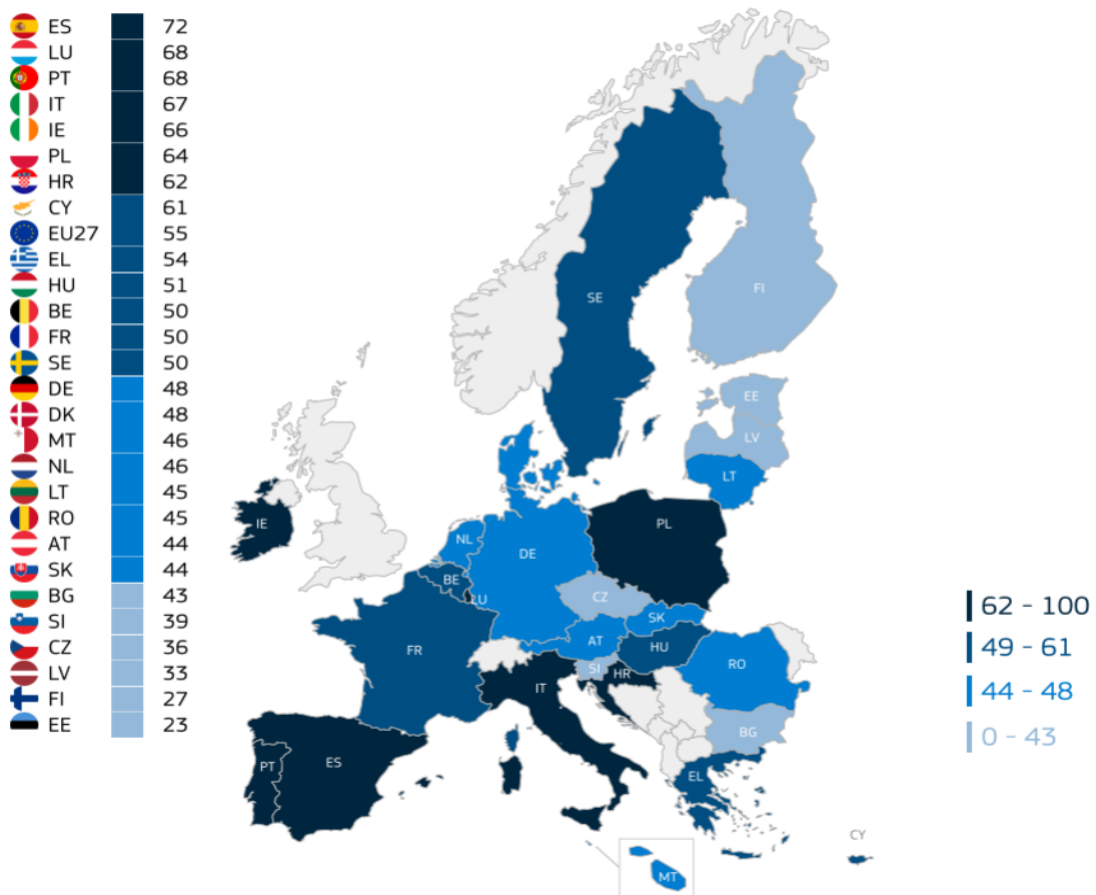 ES 72
LU 68
PT 68
IT 67
IE 66
PL 64
HR 62
CY 61
EU27 55
EL 54
HU 51
BE 50
FR 50
SE 50
DE 48
DK 48
MT 46
NL 46
LT 45
RO 45
AT 44
SK 44
BG 43
SI 39
CZ 36
LV 33
FI 27
EE 23
FI
SE
EE
LV
LT
IE
PL
NL
DE
BE
LU
CZ
SK
AT
HU
FR
RO
SI
HR
IT
BG
PT
ES
EL
CY
MT
62 - 100
49 - 61
44 - 48
0 - 43